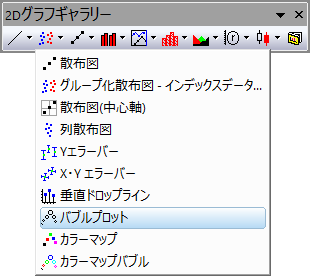 2Dグラフギャラリー
散布図
グループ化散布図 - インデックスデータ...
散布図(中心軸)
列散布図
Yエラーバー
X・Y エラーバー
垂直ドロップライン
バブルプロット
カラーマップ
カラーマップバブル